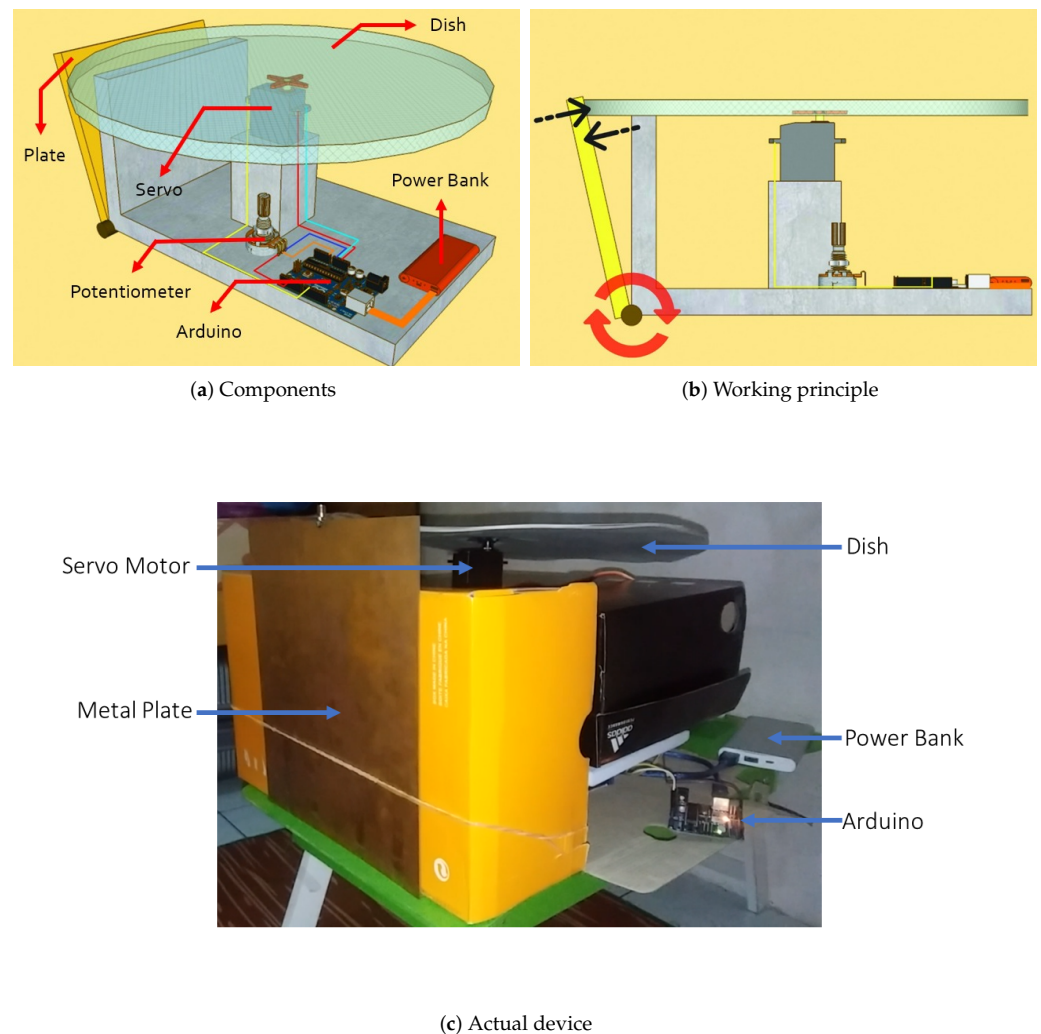 Dish
Plate
Servo
Power Bank
Potentiometer
Arduino
(a) Components
(b) Working principle
Servo Motor
Dish
Metal Plate
adidas
Power Bank
Arduino
(c) Actual device